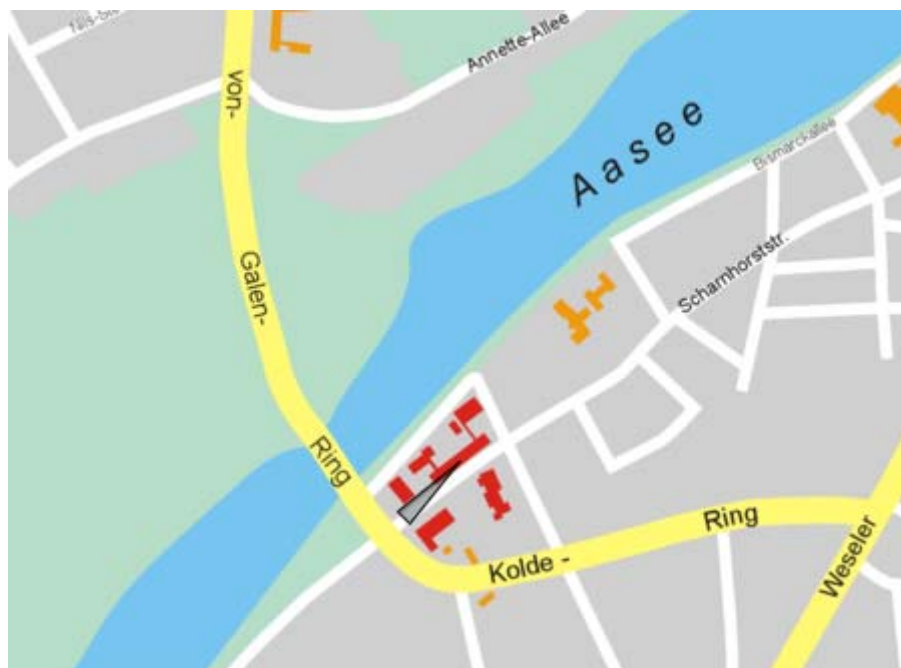 Annette-Allee
von-
Aasee
Bismarckallee
Galen-
Scharnhorststr.
Ring
Ring
Kolde -
Weseler